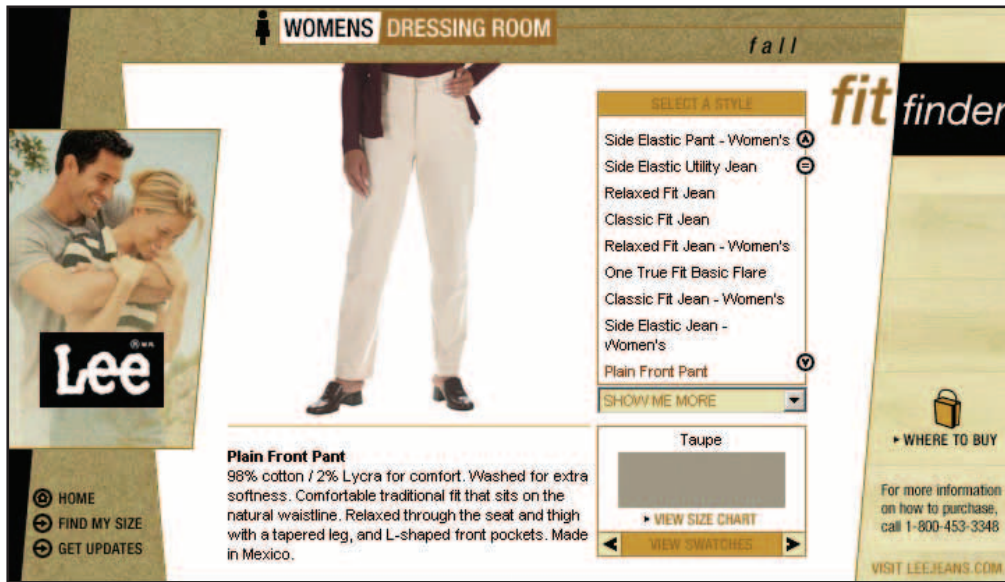 WOMENS DRESSING ROOM
fall
fit finder
SELECT A STYLE
Side Elastic Pant - Women's
Side Elastic Utility Jean
Relaxed Fit Jean
Classic Fit Jean
Relaxed Fit Jean - Women's
One True Fit Basic Flare
Classic Fit Jean - Women's
Side Elastic Jean -
Women's
Plain Front Pant
SHOW ME MORE
Lee
Taupe
VIEW SIZE CHART
VIEW SWATCHES
Plain Front Pant
98% cotton / 2% Lycra for comfort. Washed for extra
softness. Comfortable traditional fit that sits on the
natural waistline. Relaxed through the seat and thigh
with a tapered leg, and L-shaped front pockets. Made
in Mexico.
HOME
FIND MY SIZE
GET UPDATES
WHERE TO BUY
For more information
on how to purchase,
call 1-800-453-3348
VISIT LEEJEANS.COM